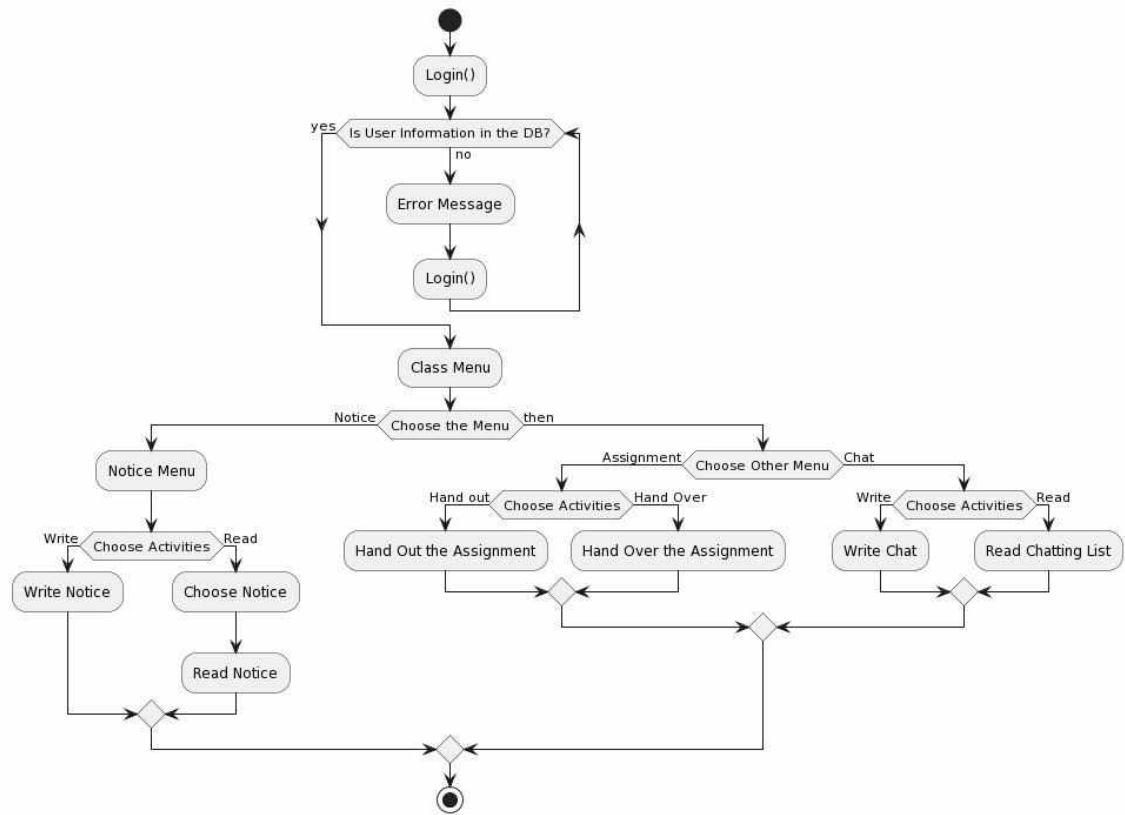 Login()
yes
Is User Information in the DB?
no
Error Message
Login()
Class Menu
Notice
Choose the Menu
then
Notice Menu
Assignment
Choose Other Menu
Chat
Hand out
Choose Activities
Hand Over
Write
Choose Activities
Read
Write
Choose Activities
Read
Hand Out the Assignment
Hand Over the Assignment
Write Chat
Read Chatting List
Write Notice
Choose Notice
Read Notice